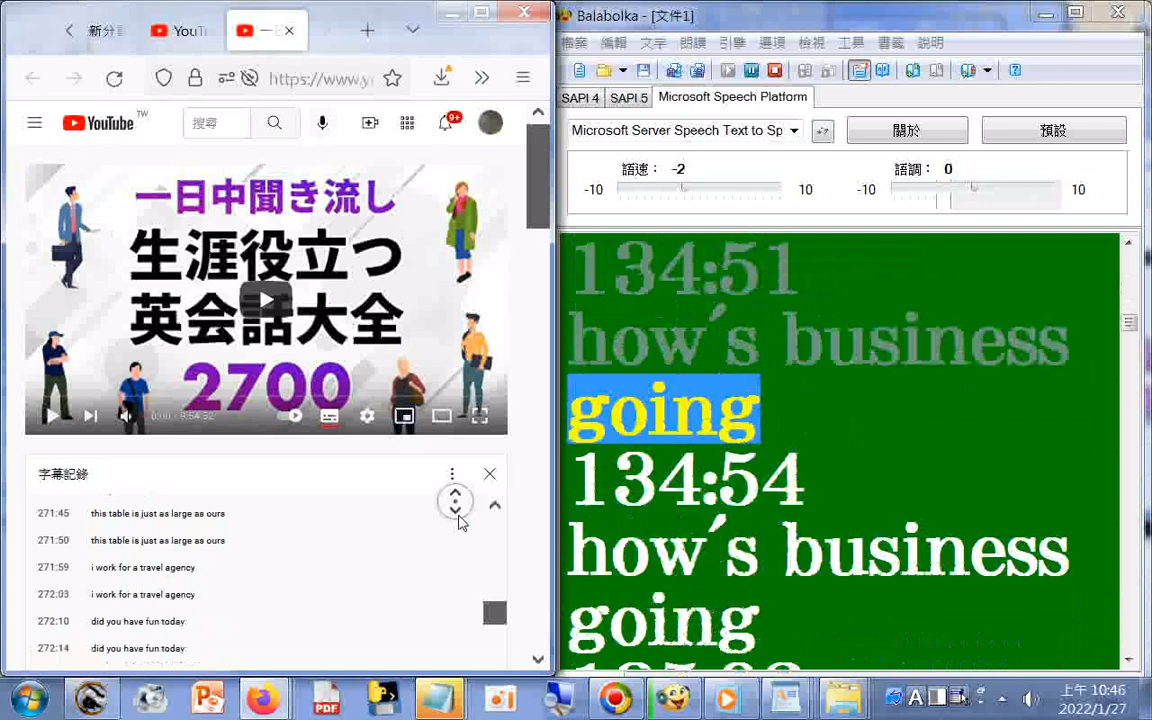 新分
YouT
一E
https://www.y
YouTube TW
搜尋
9+
一日中聞き流し
生涯役立つ
英会話大全
2700
字幕記錄
271:45 this table is just as large as ours
271:50 this table is just as large as ours
271:59 i work for a travel agency
272:03 i work for a travel agency
272:10 did you have fun today
272:14 did you have fun today
Balabolka - [文件1]
檔案 編輯 文字 朗讀 引擎 選項 檢視 工具 書籤 說明
SAPI 4 SAPI 5 Microsoft Speech Platform
Microsoft Server Speech Text to Sp
關於 預設
語速： -2 語調： 0
-10 10 -10 10
134:51
how´s business
going
134:54
how´s business
going
PDF
A
上午 10:46
2022/1/27